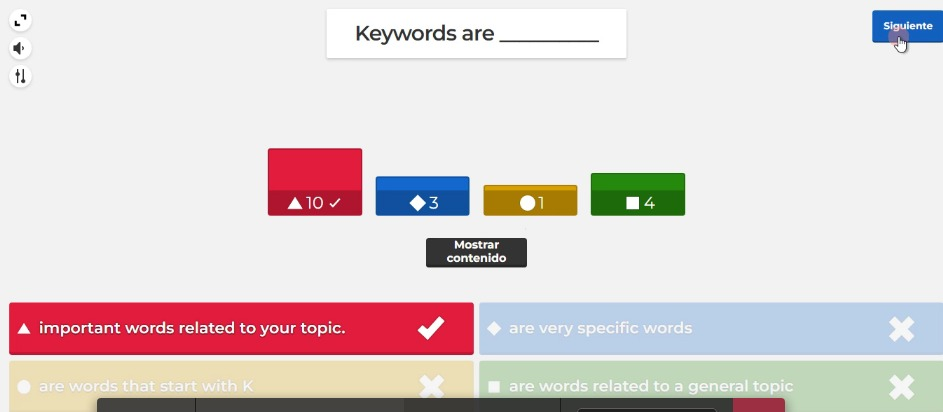 Keywords are __________
Siguiente
10
3
1
4
Mostrar
contenido
important words related to your topic.
are very specific words
are words that start with K
are words related to a general topic